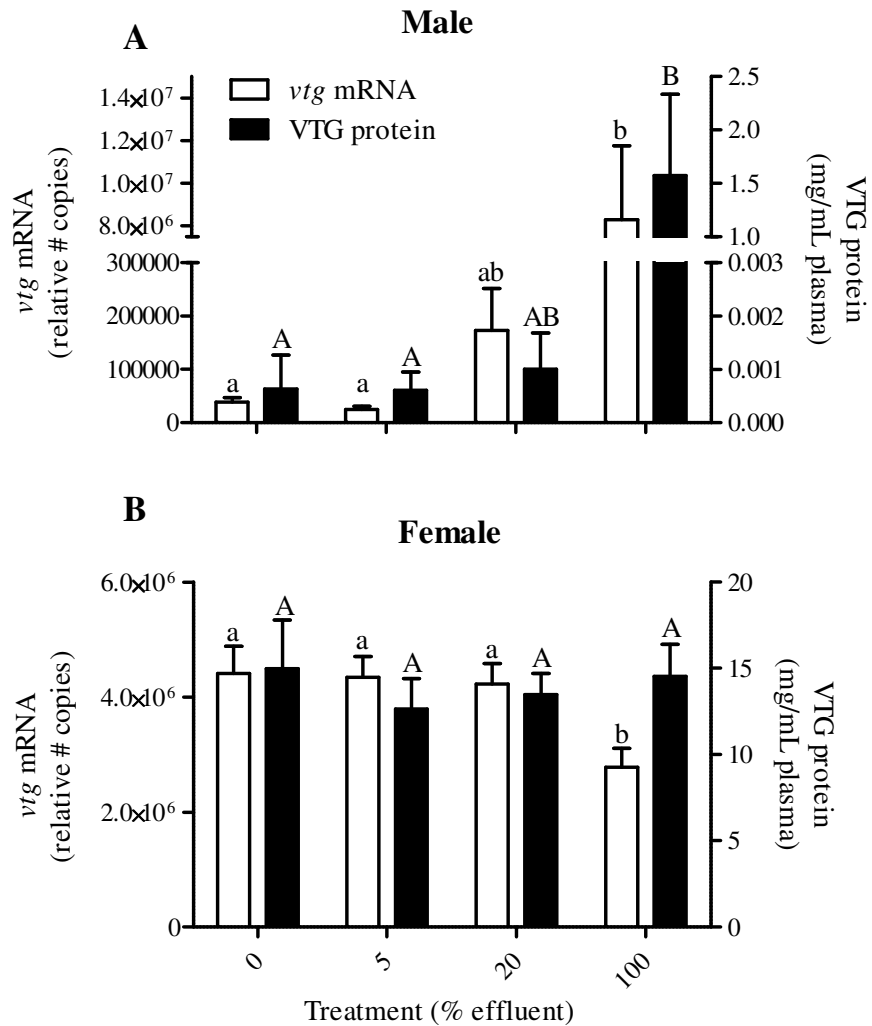 Male
A
vtg mRNA
VTG protein
vtg mRNA
(relative # copies)
1.4×10⁷
1.2×10⁷
1.0×10⁷
8.0×10⁶
300000
200000
100000
0
a A a A ab AB b B
2.5
2.0
1.5
1.0
0.003
0.002
0.001
0.000
VTG protein
(mg/mL plasma)
B
Female
vtg mRNA
(relative # copies)
6.0×10⁶
4.0×10⁶
2.0×10⁶
0
a A a A a A b A
20
15
10
5
0
VTG protein
(mg/mL plasma)
0 5 20 100
Treatment (% effluent)